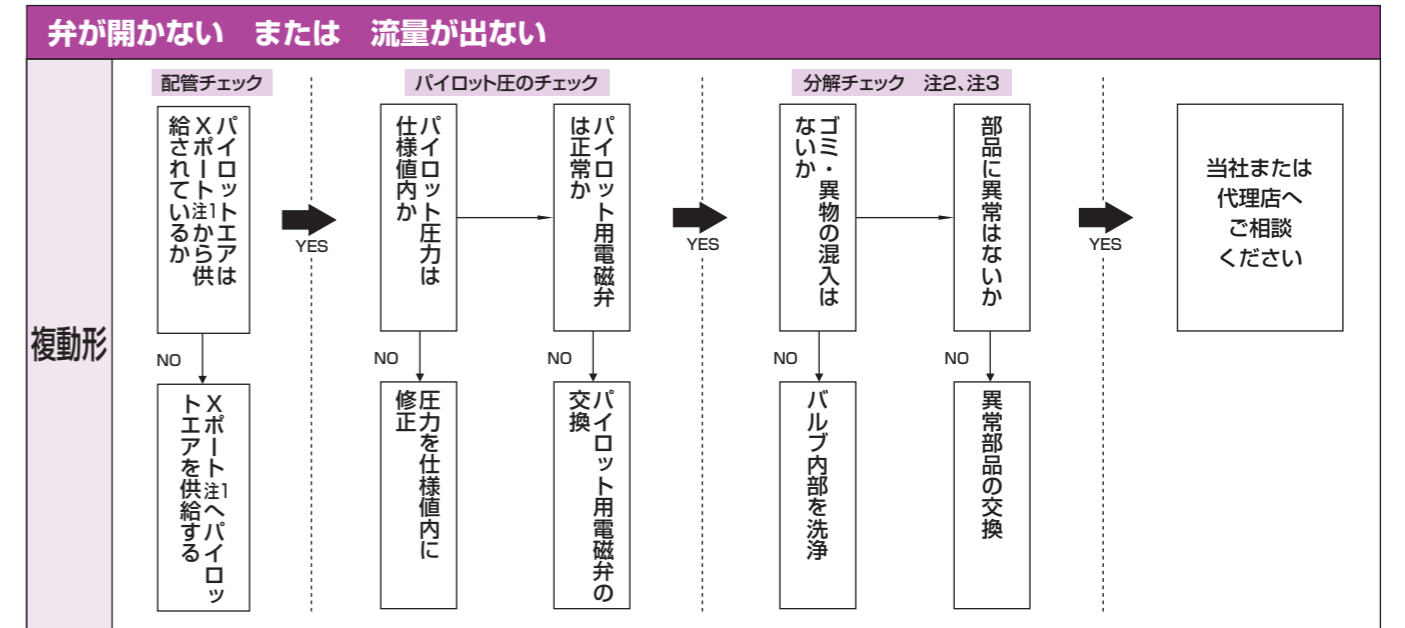 弁が開かない または 流量が出ない
複動形
配管チェック
パイロットエアは
Xポート注1から供
給されているか
NO
Xポート注1へパイロッ
トエアを供給する
YES
パイロット圧のチェック
パイロット圧力は
仕様値内か
NO
圧力を仕様値内に
修正
パイロット用電磁弁
は正常か
NO
パイロット用電磁弁の
交換
YES
分解チェック 注2、注3
ゴミ・異物の混入は
ないか
NO
バルブ内部を洗浄
部品に異常はないか
NO
異常部品の交換
YES
当社または
代理店へ
ご相談
ください